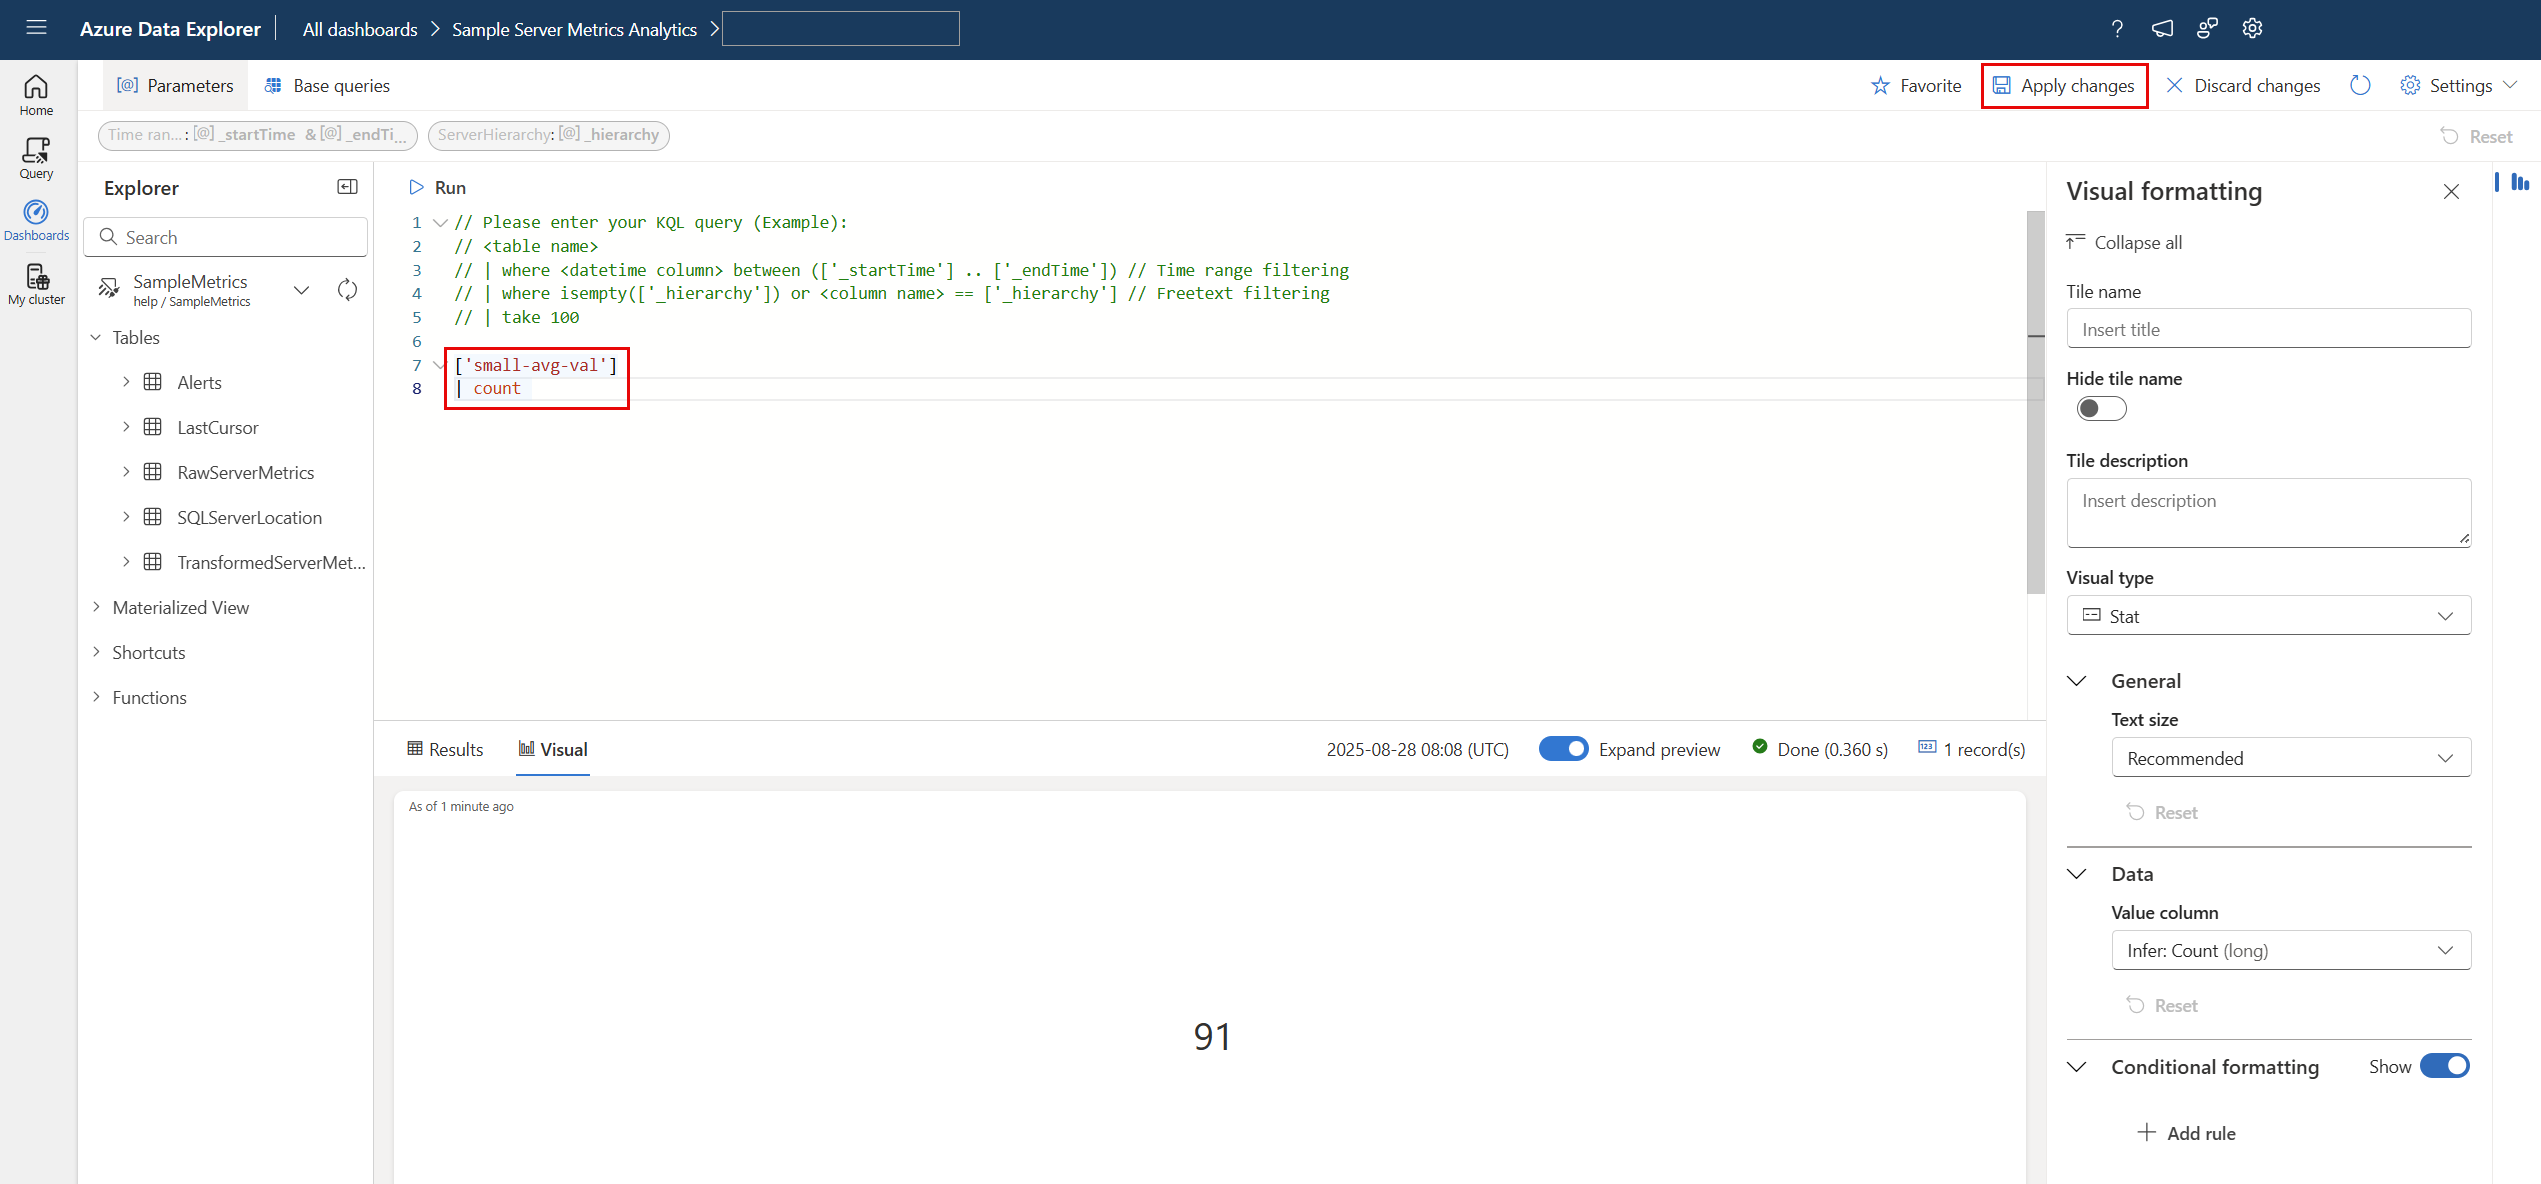 Azure Data Explorer
All dashboards > Sample Server Metrics Analytics >
Home
Query
Dashboards
My cluster
Parameters
Base queries
Favorite
Apply changes
Discard changes
Settings
Time ran... : [@] _startTime & [@] _endTi...
ServerHierarchy: [@] _hierarchy
Reset
Explorer
Search
SampleMetrics
help / SampleMetrics
Tables
Alerts
LastCursor
RawServerMetrics
SQLServerLocation
TransformedServerMet...
Materialized View
Shortcuts
Functions
Run
1 // Please enter your KQL query (Example):
2 // <table name>
3 // | where <datetime column> between (['_startTime'] .. ['_endTime']) // Time range filtering
4 // | where isempty(['_hierarchy']) or <column name> == ['_hierarchy'] // Freetext filtering
5 // | take 100
6
7 ['small-avg-val']
8 | count
Results
Visual
2025-08-28 08:08 (UTC)
Expand preview
Done (0.360 s)
1 record(s)
As of 1 minute ago
91
Visual formatting
Collapse all
Tile name
Insert title
Hide tile name
Tile description
Insert description
Visual type
Stat
General
Text size
Recommended
Reset
Data
Value column
Infer: Count (long)
Reset
Conditional formatting
Show
Add rule